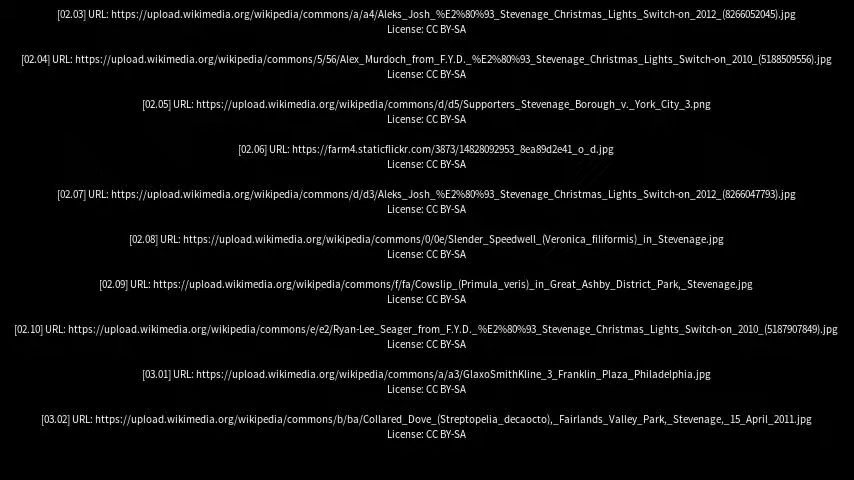 [02.03] URL: https://upload.wikimedia.org/wikipedia/commons/a/a4/Aleks_Josh_%E2%80%93_Stevenage_Christmas_Lights_Switch-on_2012_(8266052045).jpg
License: CC BY-SA
[02.04] URL: https://upload.wikimedia.org/wikipedia/commons/5/56/Alex_Murdoch_from_F.Y.D._%E2%80%93_Stevenage_Christmas_Lights_Switch-on_2010_(5188509556).jpg
License: CC BY-SA
[02.05] URL: https://upload.wikimedia.org/wikipedia/commons/d/d5/Supporters_Stevenage_Borough_v._York_City_3.png
License: CC BY-SA
[02.06] URL: https://farm4.staticflickr.com/3873/14828092953_8ea89d2e41_o_d.jpg
License: CC BY-SA
[02.07] URL: https://upload.wikimedia.org/wikipedia/commons/d/d3/Aleks_Josh_%E2%80%93_Stevenage_Christmas_Lights_Switch-on_2012_(8266047793).jpg
License: CC BY-SA
[02.08] URL: https://upload.wikimedia.org/wikipedia/commons/0/0e/Slender_Speedwell_(Veronica_filiformis)_in_Stevenage.jpg
License: CC BY-SA
[02.09] URL: https://upload.wikimedia.org/wikipedia/commons/f/fa/Cowslip_(Primula_veris)_in_Great_Ashby_District_Park,_Stevenage.jpg
License: CC BY-SA
[02.10] URL: https://upload.wikimedia.org/wikipedia/commons/e/e2/Ryan-Lee_Seager_from_F.Y.D._%E2%80%93_Stevenage_Christmas_Lights_Switch-on_2010_(5187907849).jpg
License: CC BY-SA
[03.01] URL: https://upload.wikimedia.org/wikipedia/commons/a/a3/GlaxoSmithKline_3_Franklin_Plaza_Philadelphia.jpg
License: CC BY-SA
[03.02] URL: https://upload.wikimedia.org/wikipedia/commons/b/ba/Collared_Dove_(Streptopelia_decaocto),_Fairlands_Valley_Park,_Stevenage,_15_April_2011.jpg
License: CC BY-SA